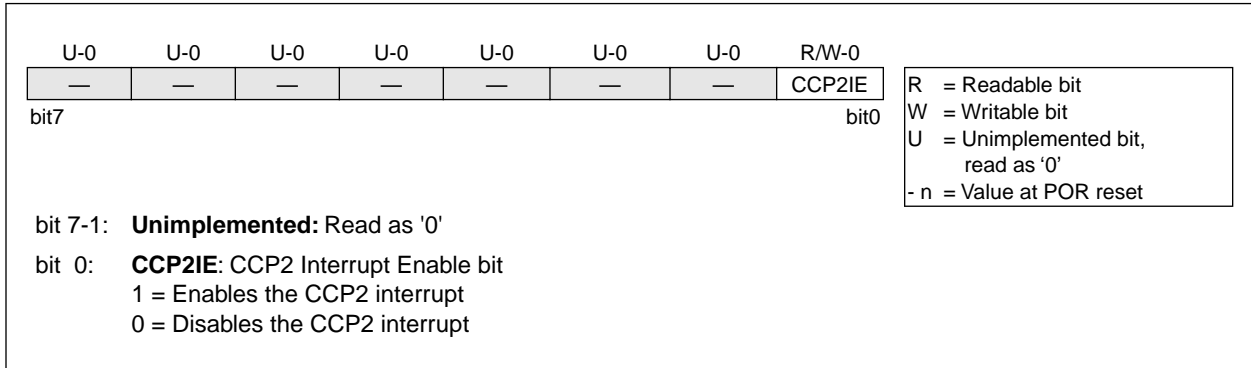 U-0 U-0 U-0 U-0 U-0 U-0 U-0 R/W-0
— — — — — — — CCP2IE
bit7 bit0
R = Readable bit
W = Writable bit
U = Unimplemented bit,
read as ‘0’
- n = Value at POR reset
bit 7-1: Unimplemented: Read as '0'
bit 0: CCP2IE: CCP2 Interrupt Enable bit
1 = Enables the CCP2 interrupt
0 = Disables the CCP2 interrupt